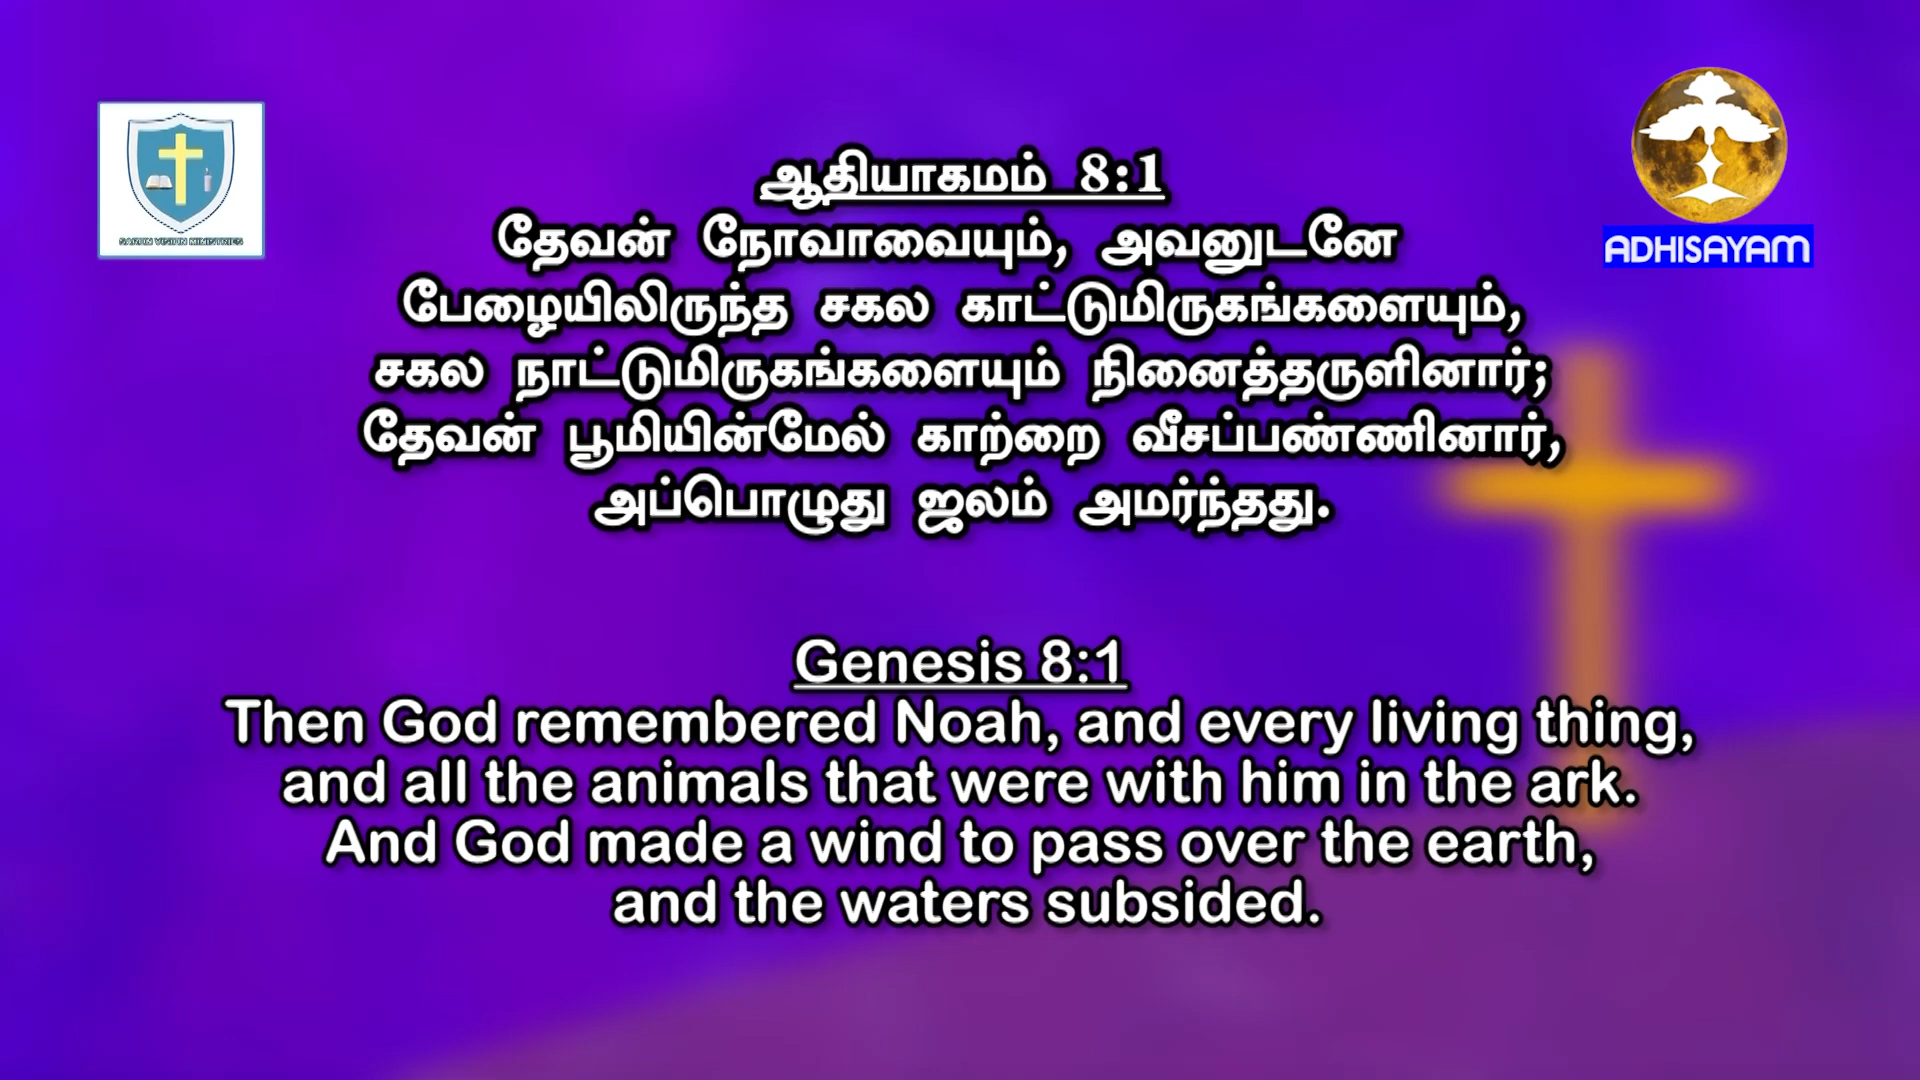 ஆதியாகமம் 8:1
தேவன் நோவாவையும், அவனுடனே
பேழையிலிருந்த சகல காட்டுமிருகங்களையும்,
சகல நாட்டுமிருகங்களையும் நினைத்தருளினார்;
தேவன் பூமியின்மேல் காற்றை வீசப்பண்ணினார்,
அப்பொழுது ஜலம் அமர்ந்தது.
ADHISAYAM
Genesis 8:1
Then God remembered Noah, and every living thing,
and all the animals that were with him in the ark.
And God made a wind to pass over the earth,
and the waters subsided.